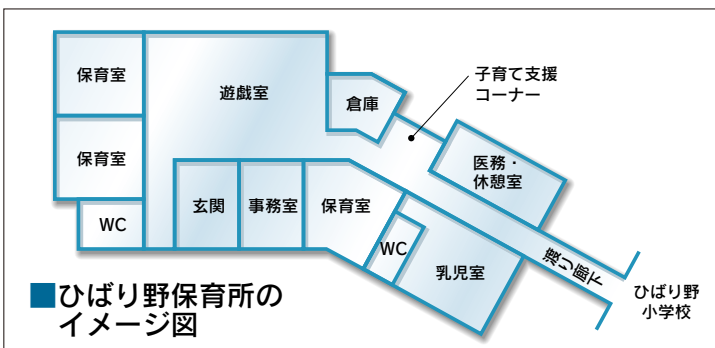 保育室
遊戯室
倉庫
子育て支援
コーナー
保育室
医務・
休憩室
WC
玄関
事務室
保育室
WC
乳児室
渡り廊下
ひばり野
小学校
■ひばり野保育所の
イメージ図